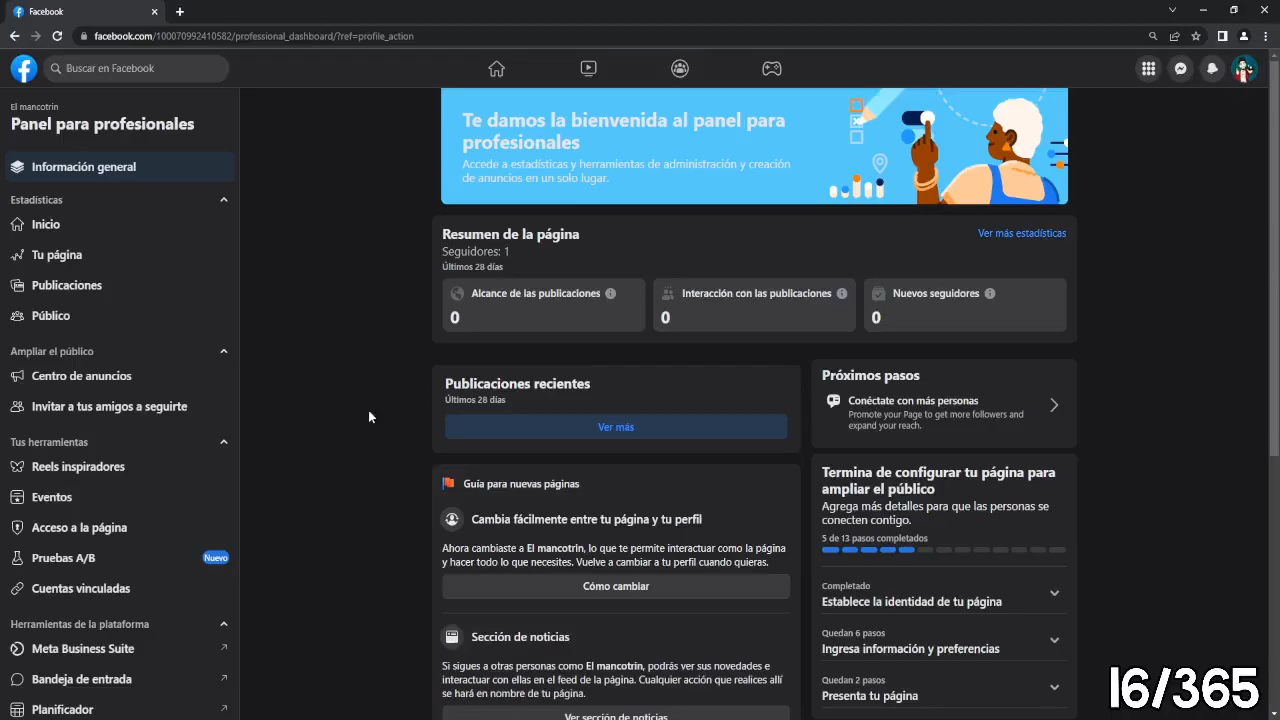 Facebook
facebook.com/100070992410582/professional_dashboard/?ref=profile_action
Buscar en Facebook
El mancotrin
Panel para profesionales
Información general
Estadísticas
Inicio
Tu página
Publicaciones
Público
Ampliar el público
Centro de anuncios
Invitar a tus amigos a seguirte
Tus herramientas
Reels inspiradores
Eventos
Acceso a la página
Pruebas A/B
Nuevo
Cuentas vinculadas
Herramientas de la plataforma
Meta Business Suite
Bandeja de entrada
Planificador
Te damos la bienvenida al panel para
profesionales
Accede a estadísticas y herramientas de administración y creación
de anuncios en un solo lugar.
Resumen de la página
Ver más estadísticas
Seguidores: 1
Últimos 28 días
Alcance de las publicaciones
0
Interacción con las publicaciones
0
Nuevos seguidores
0
Publicaciones recientes
Últimos 28 días
Ver más
Guía para nuevas páginas
Cambia fácilmente entre tu página y tu perfil
Ahora cambiaste a El mancotrin, lo que te permite interactuar como la página
y hacer todo lo que necesites. Vuelve a cambiar a tu perfil cuando quieras.
Cómo cambiar
Sección de noticias
Si sigues a otras personas como El mancotrin, podrás ver sus novedades e
interactuar con ellas en el feed de la página. Cualquier acción que realices allí
se hará en nombre de tu página.
Ver sección de noticias
Próximos pasos
Conéctate con más personas
Promote your Page to get more followers and
expand your reach.
Termina de configurar tu página para
ampliar el público
Agrega más detalles para que las personas se
conecten contigo.
5 de 13 pasos completados
Completado
Establece la identidad de tu página
Quedan 6 pasos
Ingresa información y preferencias
Quedan 2 pasos
Presenta tu página
16/365